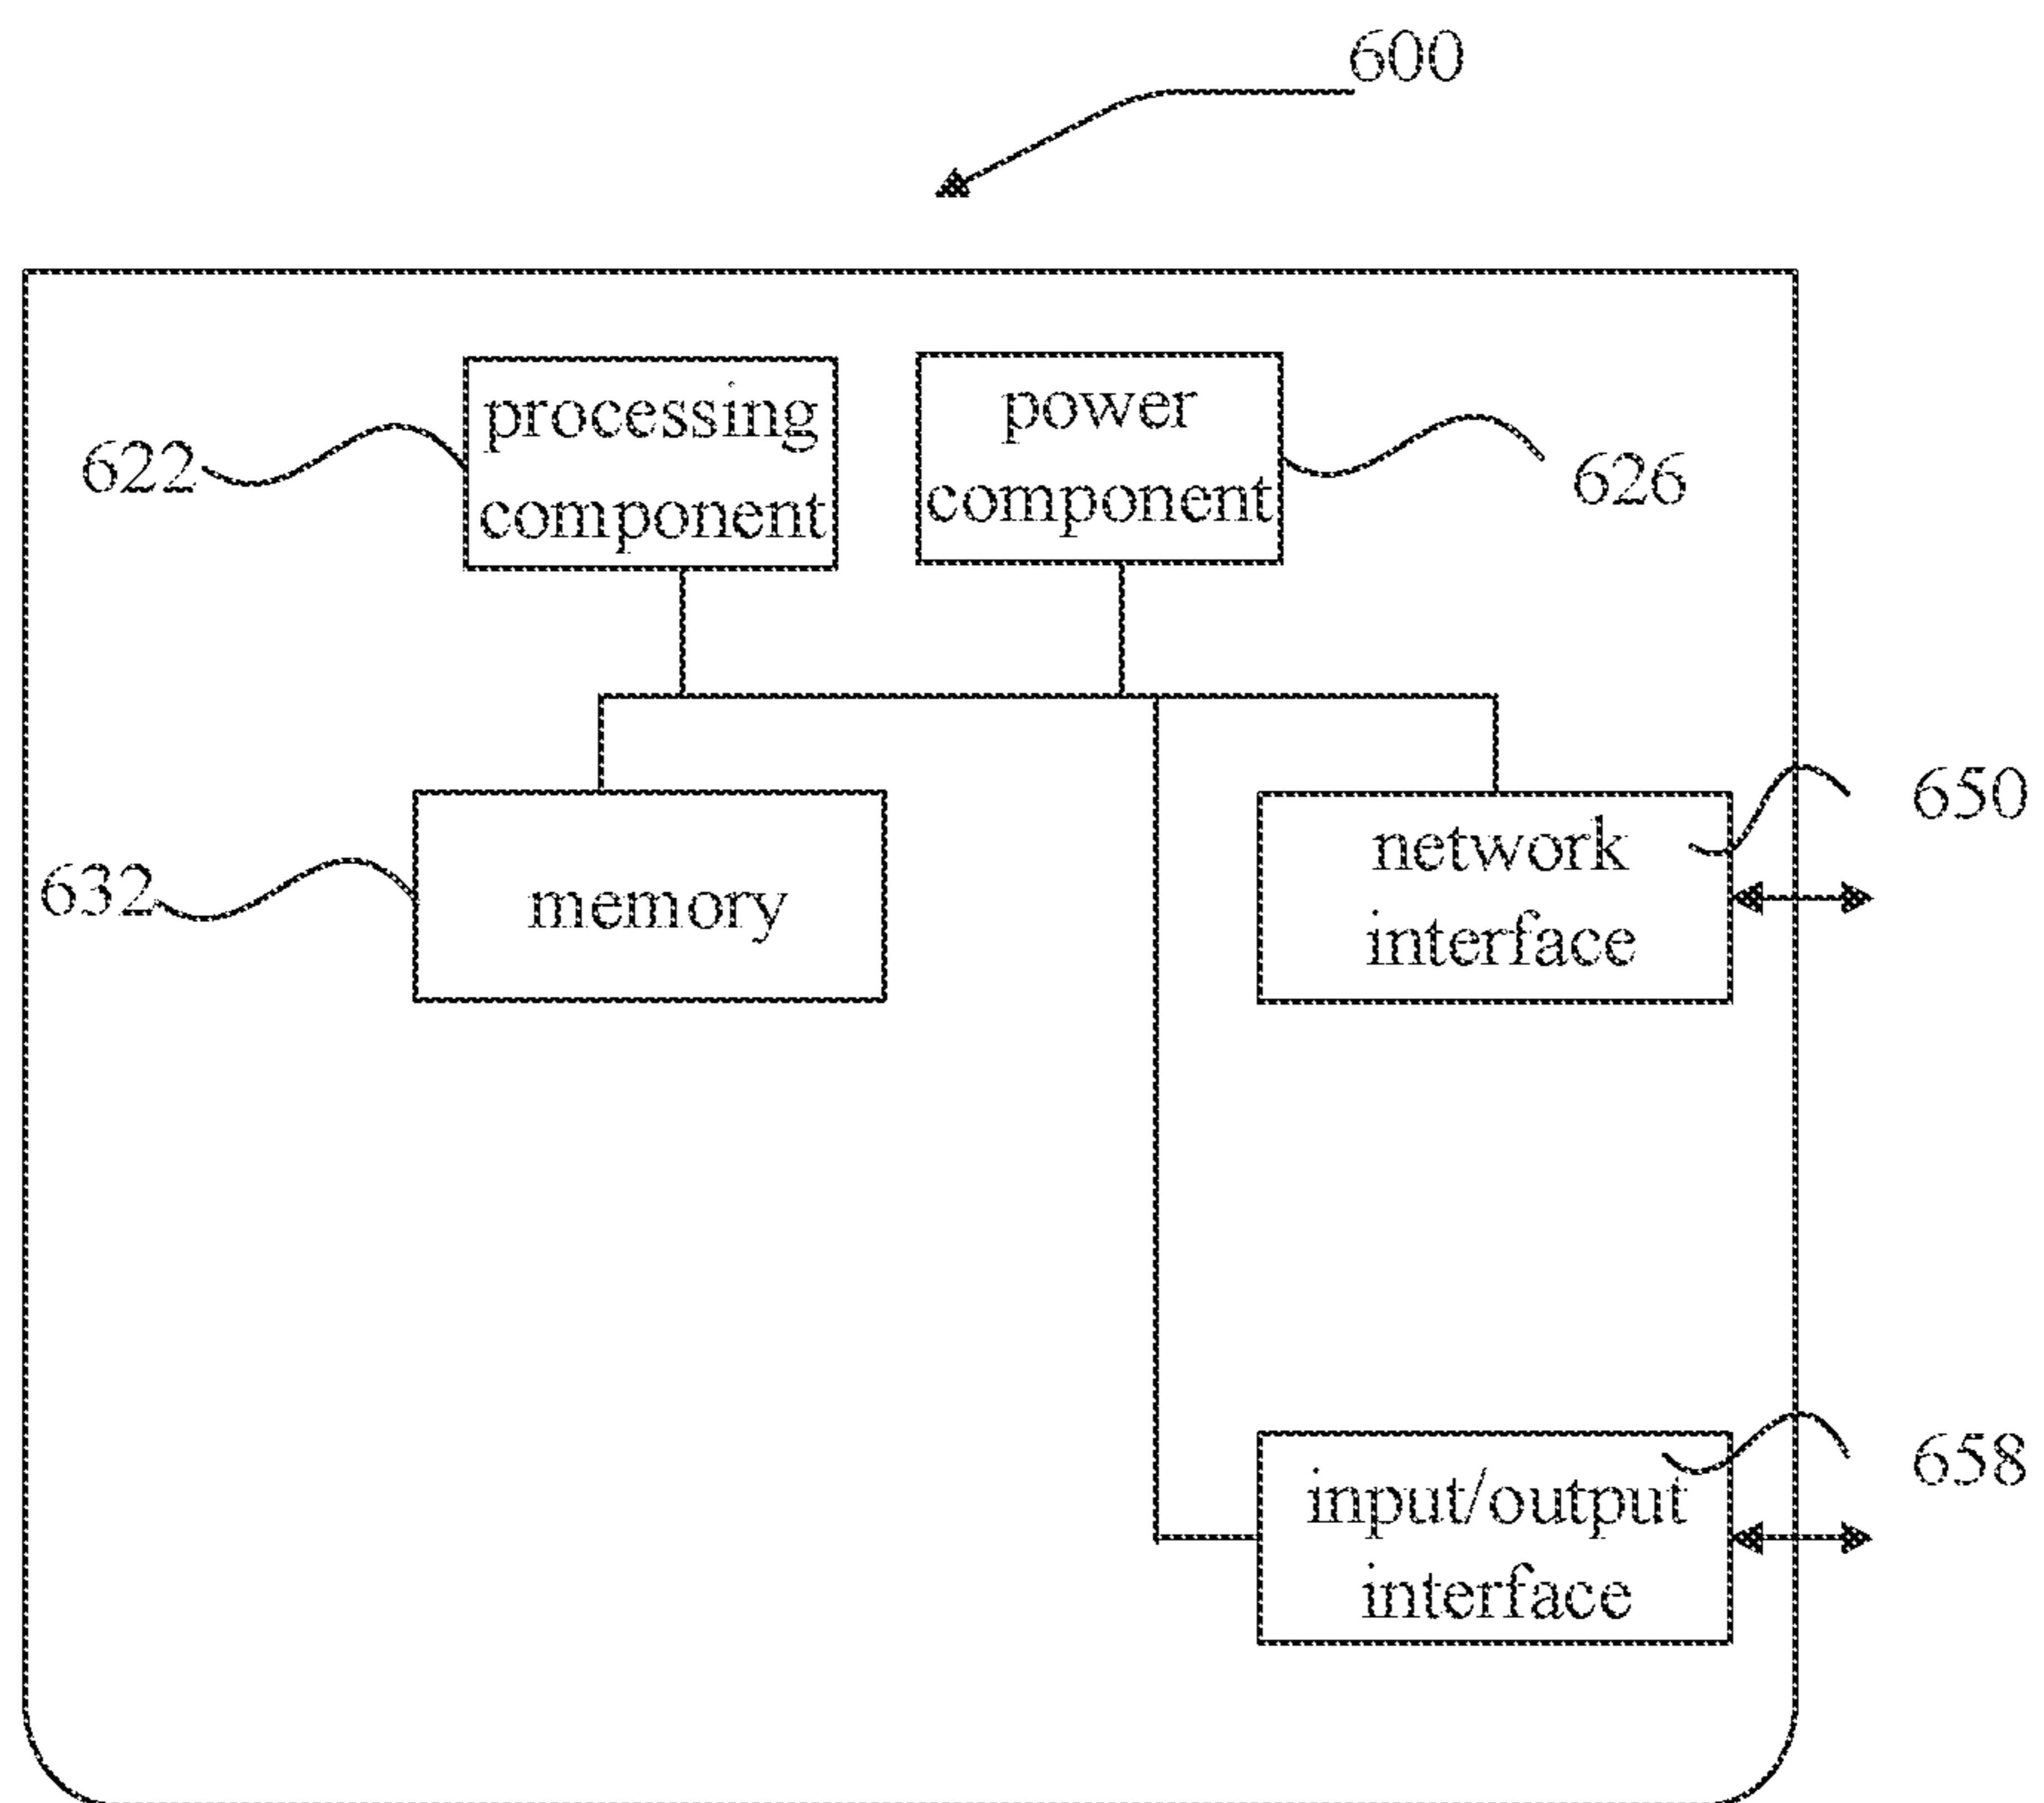 600
processing
component
622
power
component
626
memory
632
network
interface
650
input/output
interface
658